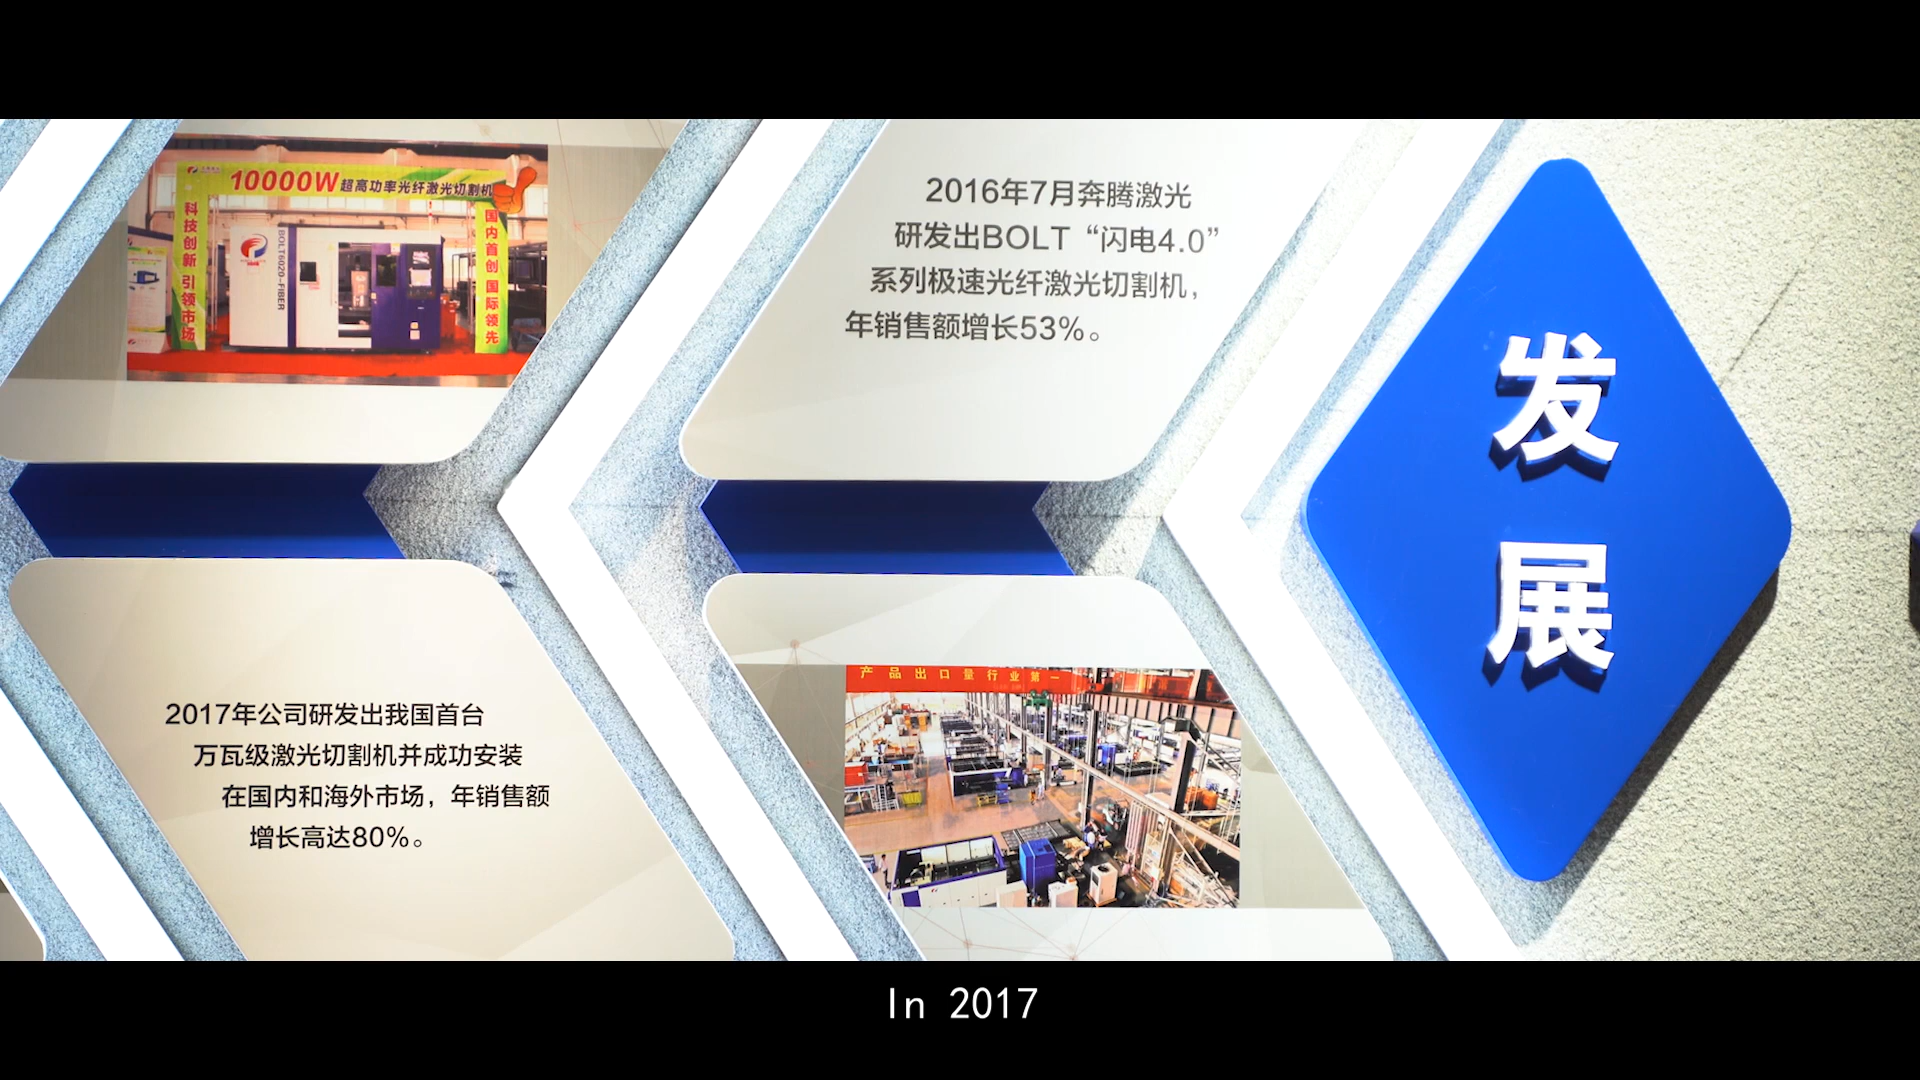 10000W超高功率光纤激光切割机
科技创新 引领市场
国内首创 国际领先
BOLT6020-FIBER
2016年7月奔腾激光
研发出BOLT“闪电4.0”
系列极速光纤激光切割机，
年销售额增长53%。
发展
2017年公司研发出我国首台
万瓦级激光切割机并成功安装
在国内和海外市场，年销售额
增长高达80%。
产品出口量行业第一
In 2017